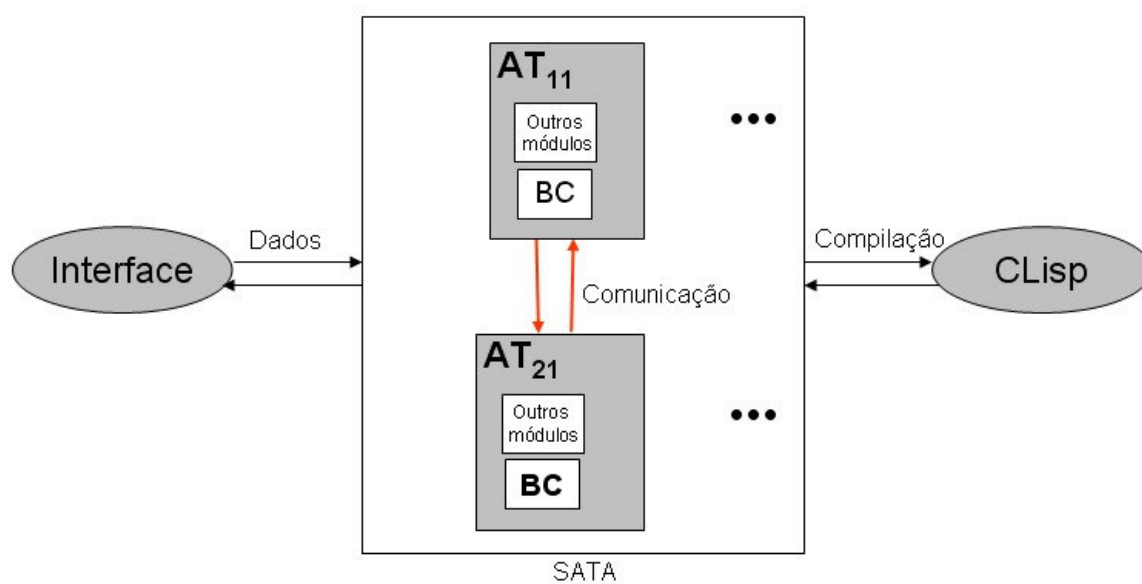 AT11
Outros
módulos
BC
Interface
Dados
Comunicação
Compilação
CLisp
AT21
Outros
módulos
BC
SATA